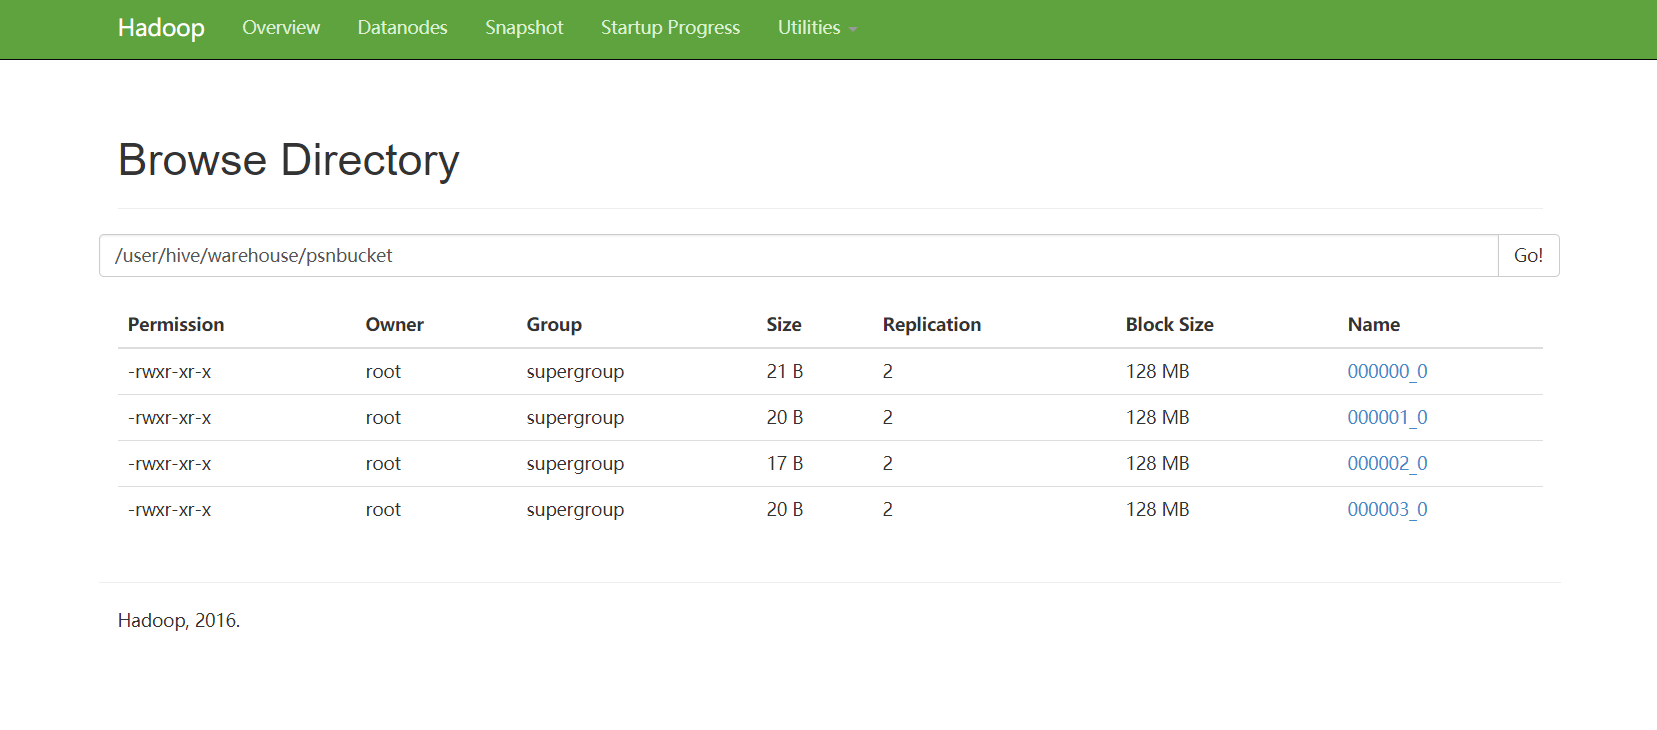 Hadoop Overview Datanodes Snapshot Startup Progress Utilities
Browse Directory
/user/hive/warehouse/psnbucket Go!
Permission Owner Group Size Replication Block Size Name
-rwxr-xr-x root supergroup 21 B 2 128 MB 000000_0
-rwxr-xr-x root supergroup 20 B 2 128 MB 000001_0
-rwxr-xr-x root supergroup 17 B 2 128 MB 000002_0
-rwxr-xr-x root supergroup 20 B 2 128 MB 000003_0
Hadoop, 2016.